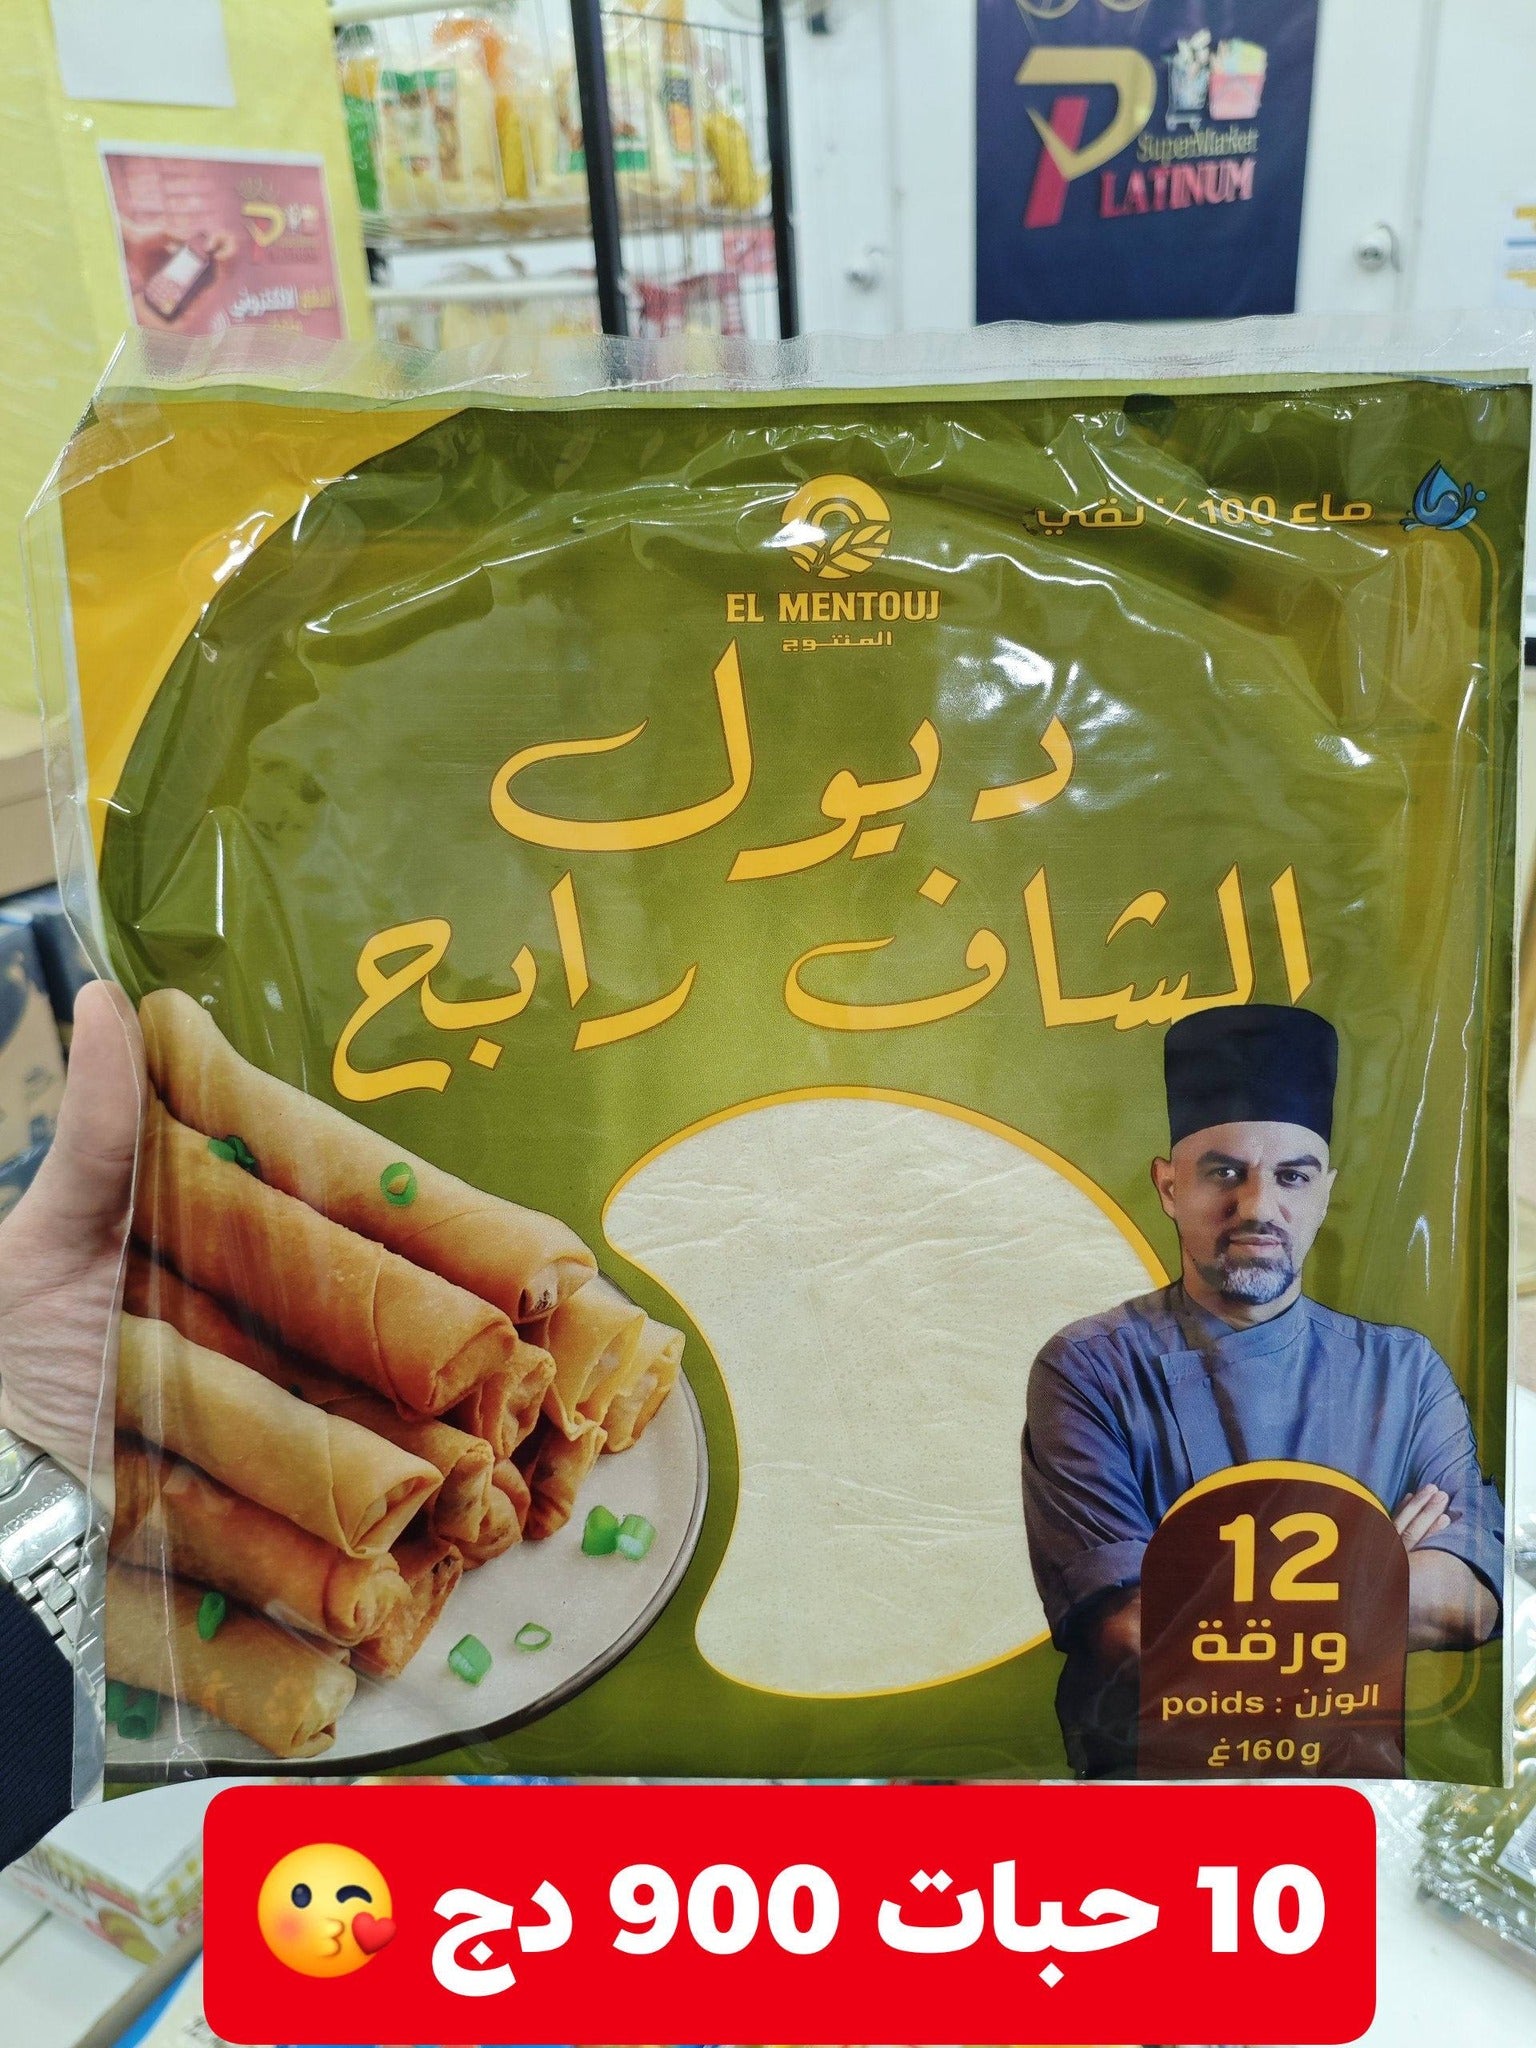 SuperMarket
PLATINUM
ماء 100٪ نقي
EL MENTOUJ
المنتوج
ديول
الشاف رابح
12
ورقة
الوزن : poids
160g غ
10 حبات 900 دج 😘